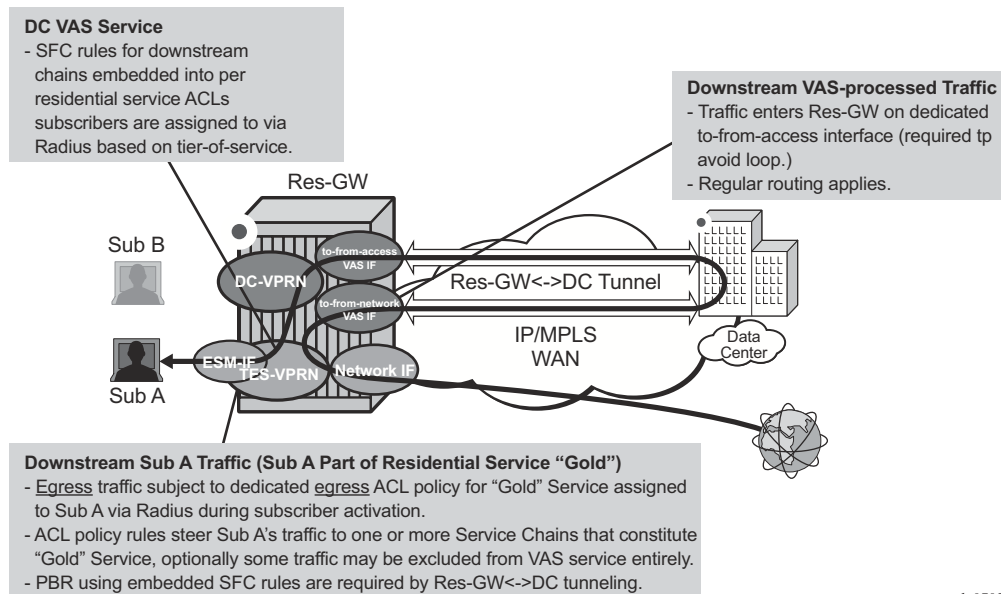 DC VAS Service
- SFC rules for downstream
chains embedded into per
residential service ACLs
subscribers are assigned to via
Radius based on tier-of-service.
Downstream VAS-processed Traffic
- Traffic enters Res-GW on dedicated
to-from-access interface (required tp
avoid loop.)
- Regular routing applies.
Res-GW
Sub B
to-from-access
VAS IF
DC-VPRN
Res-GW<->DC Tunnel
to-from-network
VAS IF
IP/MPLS
WAN
Data
Center
ESM-IF
TES-VPRN
Network IF
Sub A
Downstream Sub A Traffic (Sub A Part of Residential Service “Gold”)
- Egress traffic subject to dedicated egress ACL policy for “Gold” Service assigned
to Sub A via Radius during subscriber activation.
- ACL policy rules steer Sub A’s traffic to one or more Service Chains that constitute
“Gold” Service, optionally some traffic may be excluded from VAS service entirely.
- PBR using embedded SFC rules are required by Res-GW<->DC tunneling.